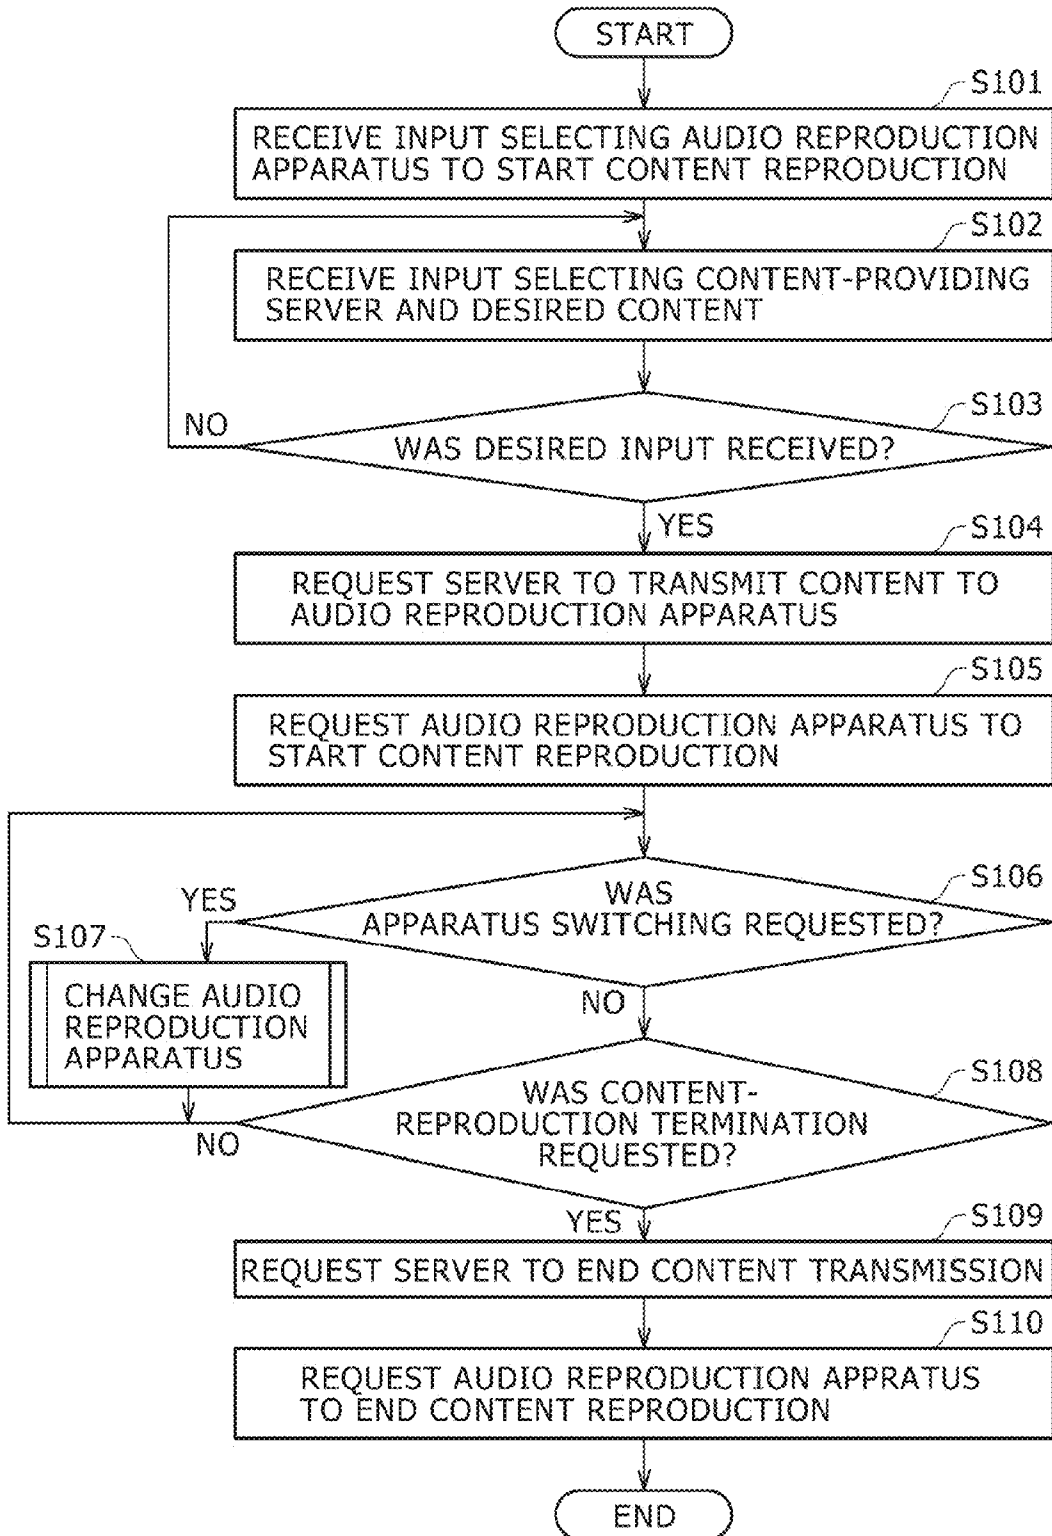 START
S101
RECEIVE INPUT SELECTING AUDIO REPRODUCTION
APPARATUS TO START CONTENT REPRODUCTION
S102
RECEIVE INPUT SELECTING CONTENT-PROVIDING
SERVER AND DESIRED CONTENT
S103
NO
WAS DESIRED INPUT RECEIVED?
YES
S104
REQUEST SERVER TO TRANSMIT CONTENT TO
AUDIO REPRODUCTION APPARATUS
S105
REQUEST AUDIO REPRODUCTION APPARATUS TO
START CONTENT REPRODUCTION
S106
YES
WAS
APPARATUS SWITCHING REQUESTED?
S107
CHANGE AUDIO
REPRODUCTION
APPARATUS
NO
S108
WAS CONTENT-
REPRODUCTION TERMINATION
REQUESTED?
NO
YES
S109
REQUEST SERVER TO END CONTENT TRANSMISSION
S110
REQUEST AUDIO REPRODUCTION APPRATUS
TO END CONTENT REPRODUCTION
END